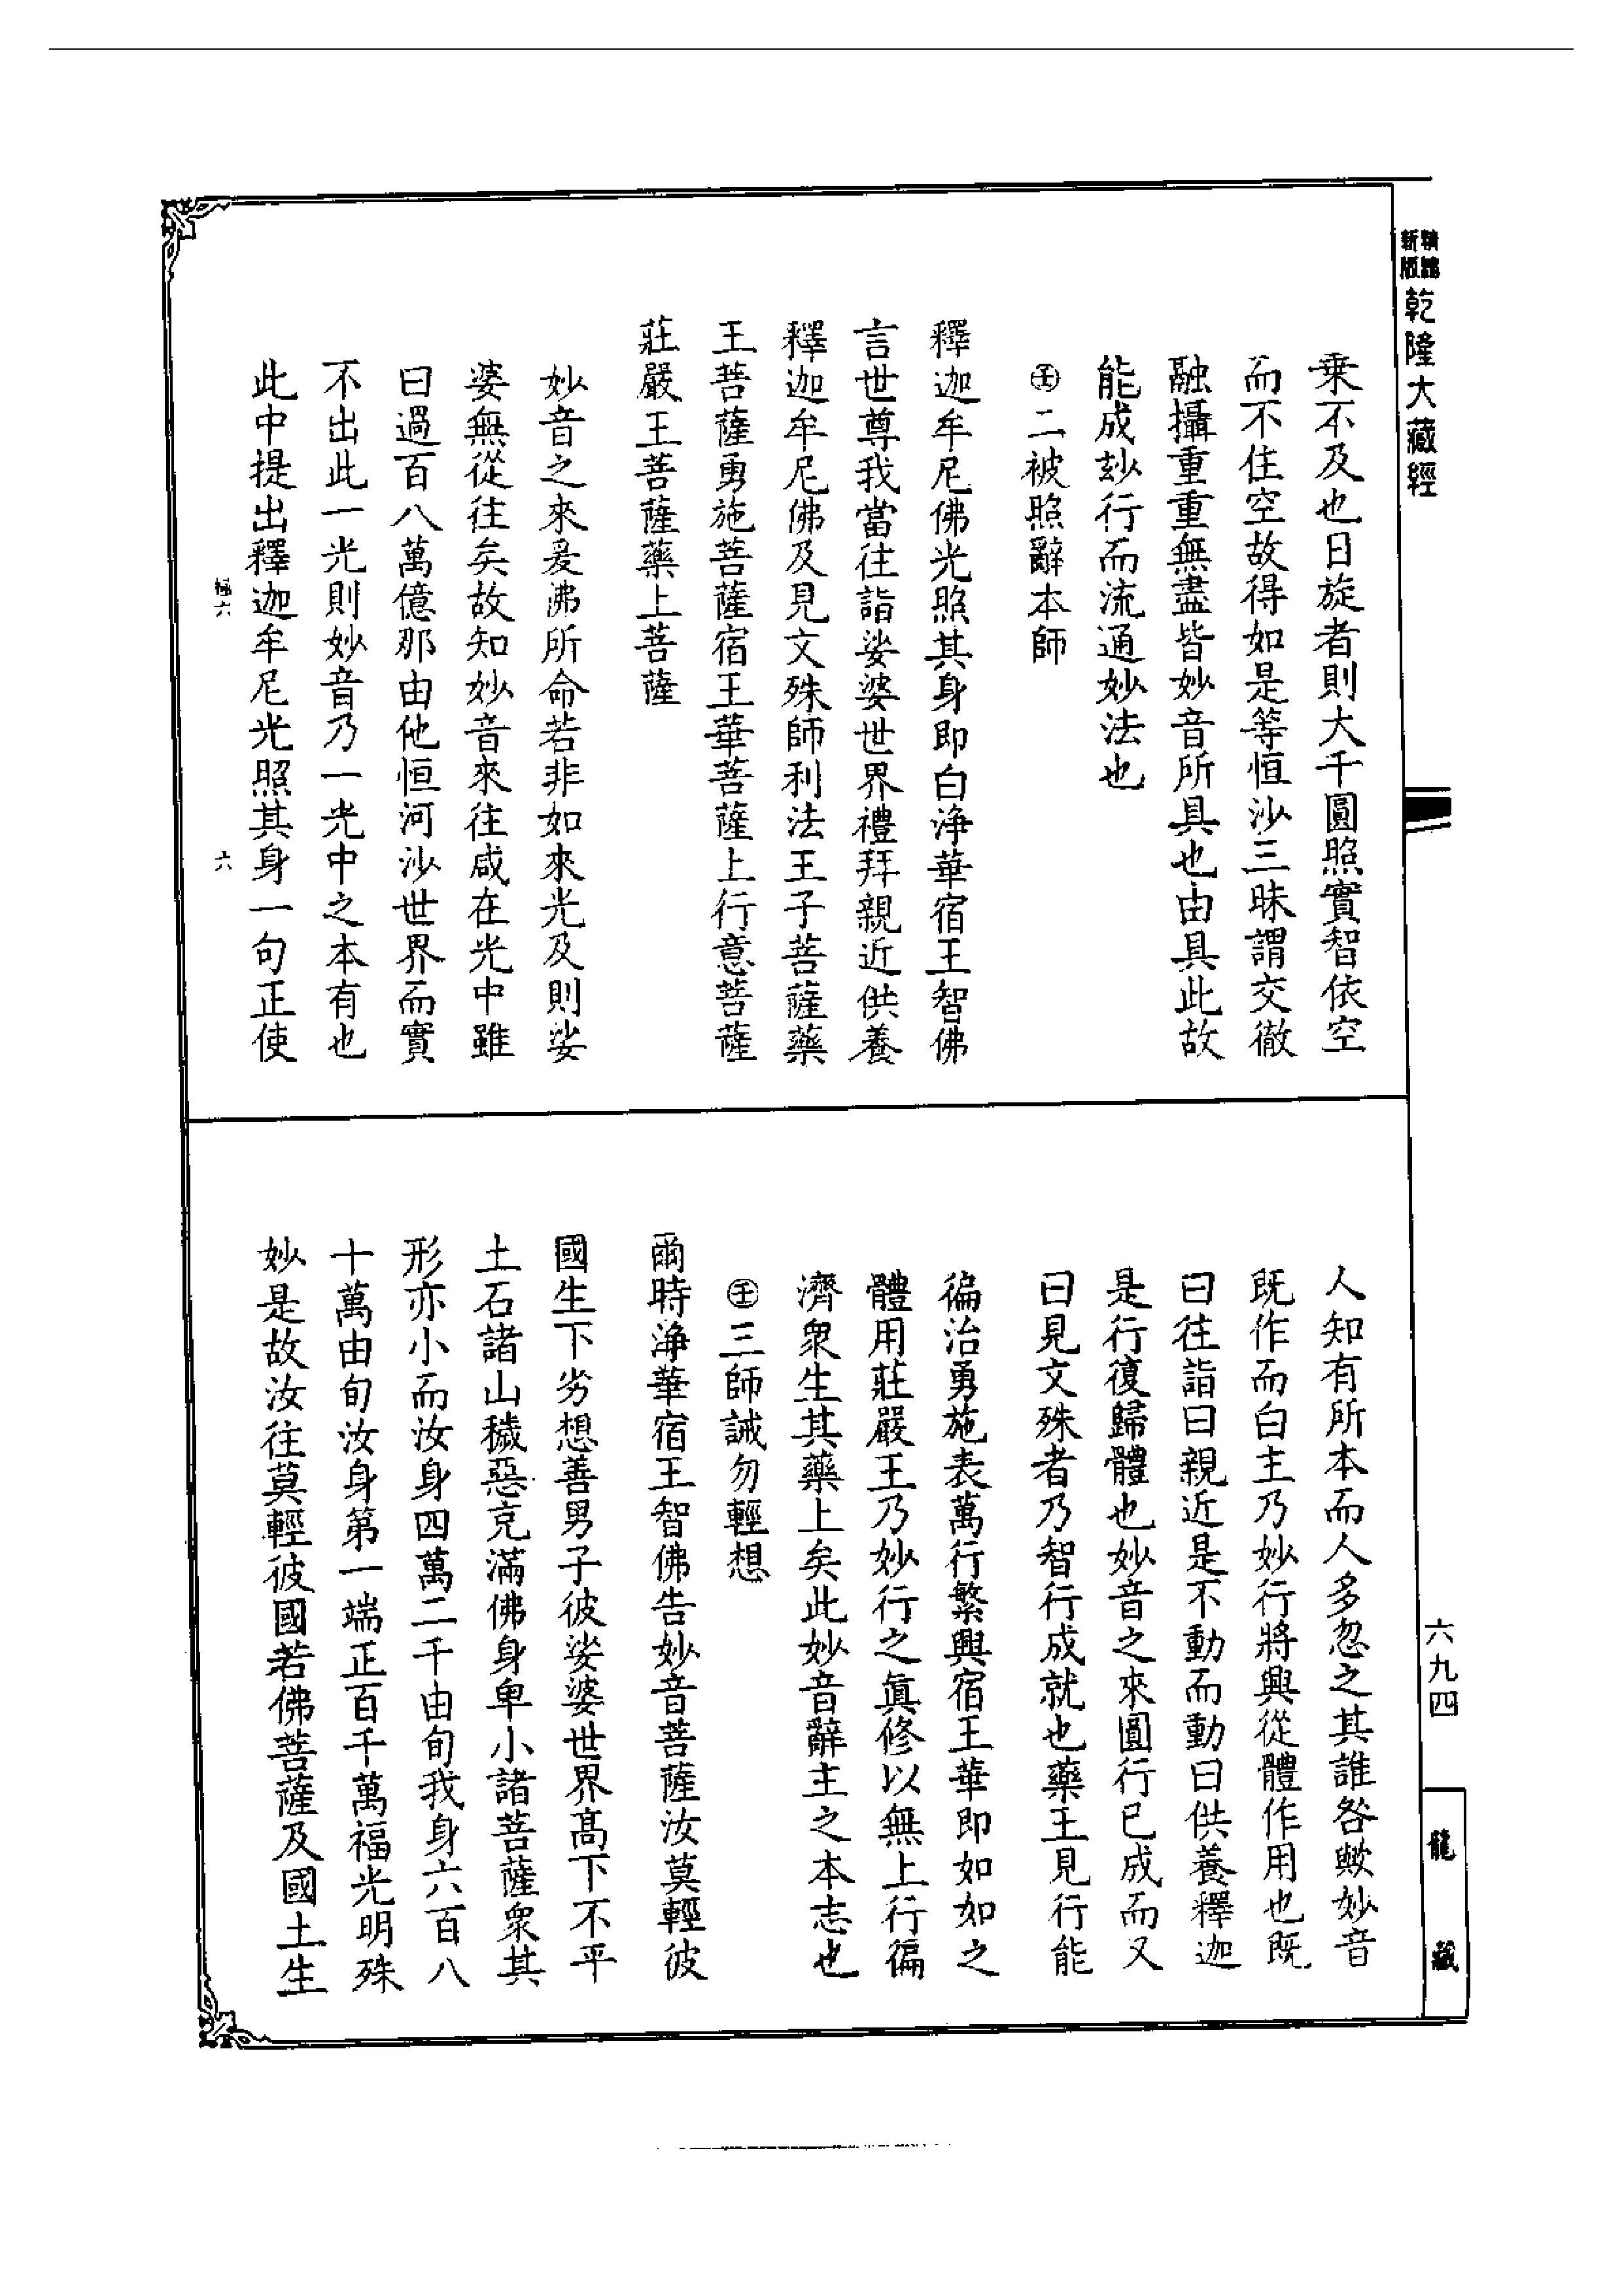 乾隆大藏經
乗不及也日旋者則大千圓照實智依空
而不住空故得如是等恒沙三昧謂交徹
融攝重重無盡皆妙音所具也由具此故
能成玅行而流通妙法也
㊣二被照辭本師
釋迦牟尼佛光照其身即白淨華宿王智佛
言世尊我當往詣娑婆世界禮拜親近供養
釋迦牟尼佛及見文殊師利法王子菩薩藥
王菩薩勇施菩薩宿王華菩薩上行意菩薩
莊嚴王菩薩藥上菩薩
妙音之來爰佛所命若非如來光及則娑
婆無從往矣故知妙音來往咸在光中雖
曰過百八萬億那由他恒河沙世界而實
不出此一光則妙音乃一光中之本有也
此中提出釋迦牟尼光照其身一句正使
六
六
人知有所本而人多忽之其誰咎歟妙音
既作而白主乃妙行將興從體作用也既
曰往詣曰親近是不動而動曰供養釋迦
是行復歸體也妙音之來圓行已成而又
曰見文殊者乃智行成就也藥王見行能
徧治勇施表萬行繁興宿王華即如如之
體用莊嚴王乃妙行之眞修以無上行徧
濟衆生其藥上矣此妙音辭主之本志也
三師誡勿輕想
爾時淨華宿王智佛告妙音菩薩汝莫輕彼
國生下劣想善男子彼娑婆世界高下不平
土石諸山穢惡充滿佛身卑小諸菩薩衆其
形亦小而汝身四萬二千由旬我身六百八
十萬由旬汝身第一端正百千萬福光明殊
妙是故汝往莫輕彼國若佛菩薩及國土生
六九四
龍藏